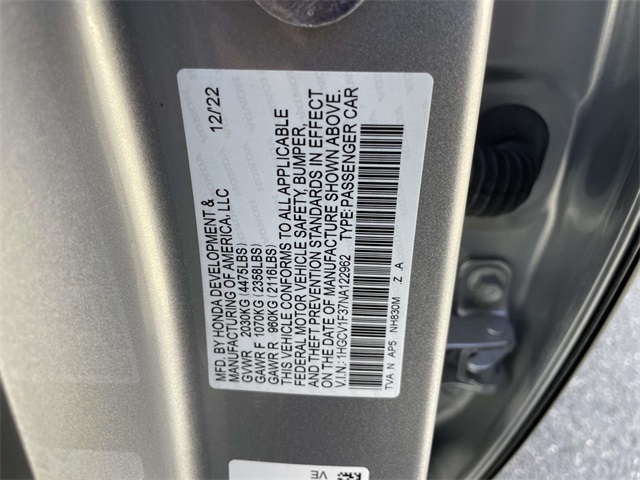 MFD. BY HONDA DEVELOPMENT & 12/22
MANUFACTURING OF AMERICA, LLC
GVWR 2030KG (4475LBS)
GAWR F 1070KG (2358LBS)
GAWR R 960KG (2116LBS)
THIS VEHICLE CONFORMS TO ALL APPLICABLE
FEDERAL MOTOR VEHICLE SAFETY, BUMPER,
AND THEFT PREVENTION STANDARDS IN EFFECT
ON THE DATE OF MANUFACTURE SHOWN ABOVE.
V.I.N.:1HGCV1F37NA122962 TYPE:PASSENGER CAR
TVA N AP5 NH830M Z A
VE